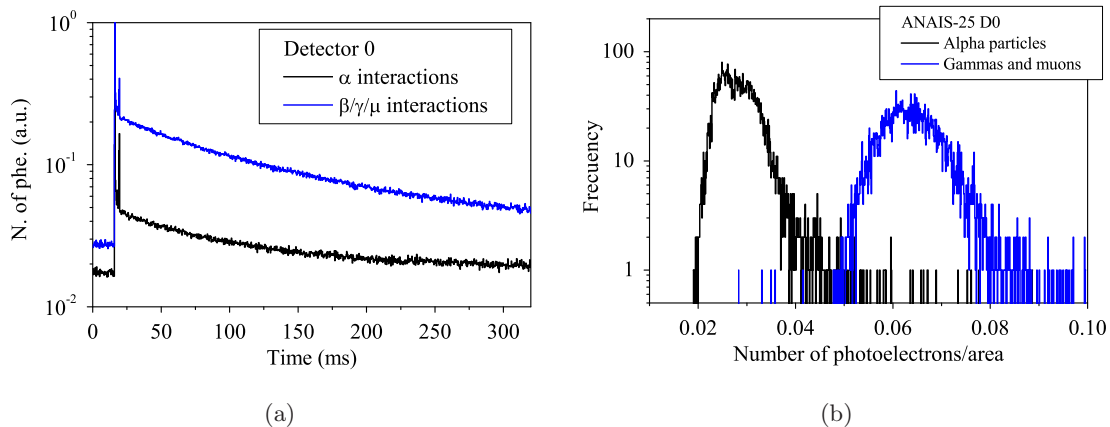 Detector 0
α interactions
β/γ/μ interactions
N. of phe. (a.u.)
10⁰
10⁻¹
10⁻²
0 50 100 150 200 250 300
Time (ms)
(a)
ANAIS-25 D0
Alpha particles
Gammas and muons
Frecuency
100
10
1
0.02 0.04 0.06 0.08 0.10
Number of photoelectrons/area
(b)